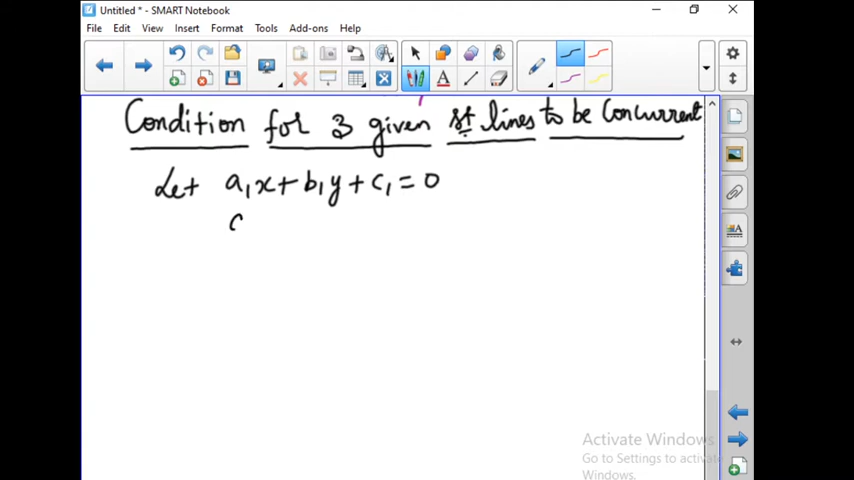 Untitled * - SMART Notebook
File Edit View Insert Format Tools Add-ons Help
Condition for 3 given st lines to be Concurrent
Let a₁x + b₁y + c₁ = 0
Activate Windows
Go to Settings to activate
Windows.